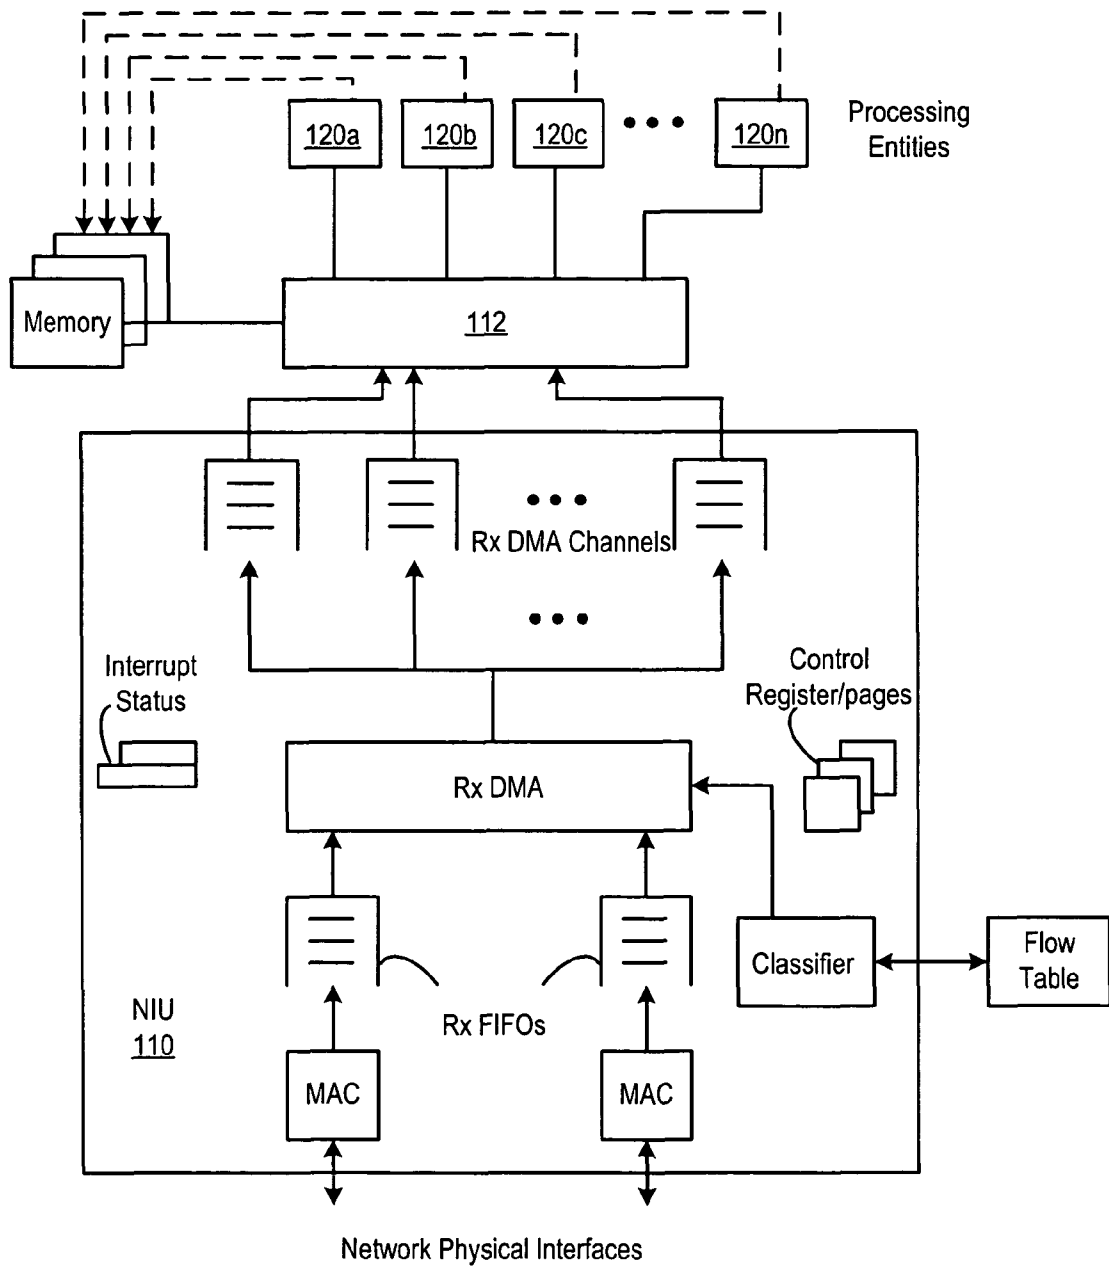 120a
120b
120c
120n
Processing
Entities
Memory
112
Rx DMA Channels
Interrupt
Status
Control
Register/pages
Rx DMA
Classifier
Flow
Table
NIU
110
Rx FIFOs
MAC
MAC
Network Physical Interfaces